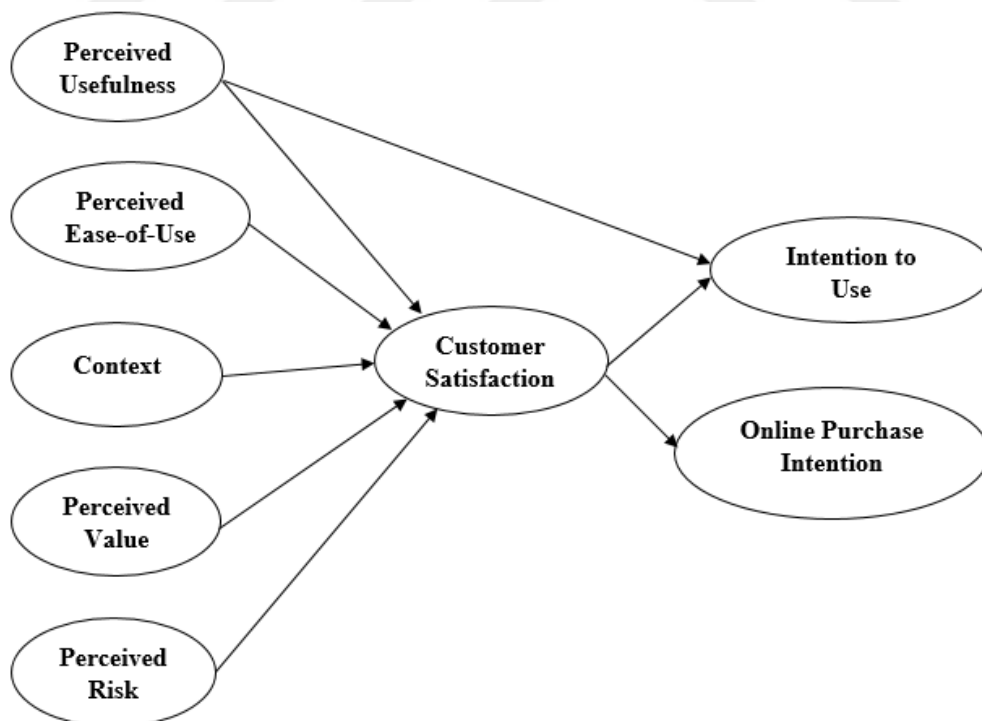 Perceived
Usefulness
Perceived
Ease-of-Use
Context
Perceived
Value
Perceived
Risk
Customer
Satisfaction
Intention to
Use
Online Purchase
Intention